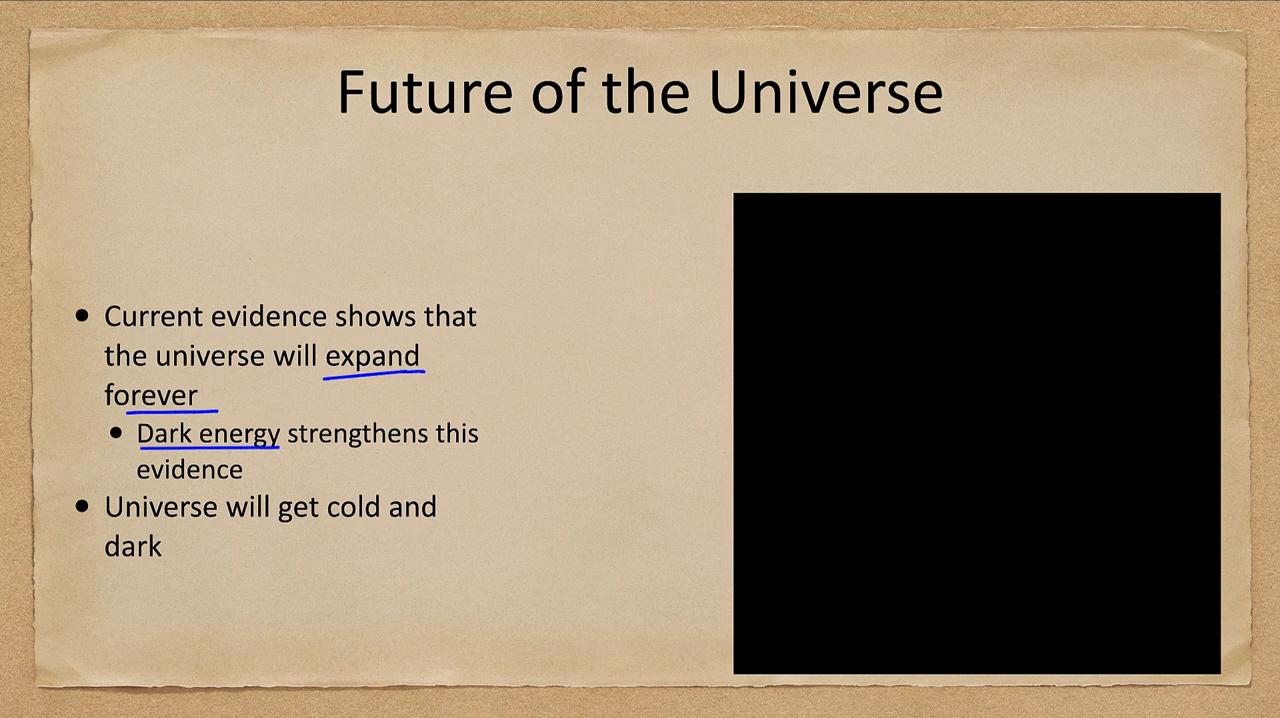 Future of the Universe
Current evidence shows that
the universe will expand
forever
Dark energy strengthens this
evidence
Universe will get cold and
dark